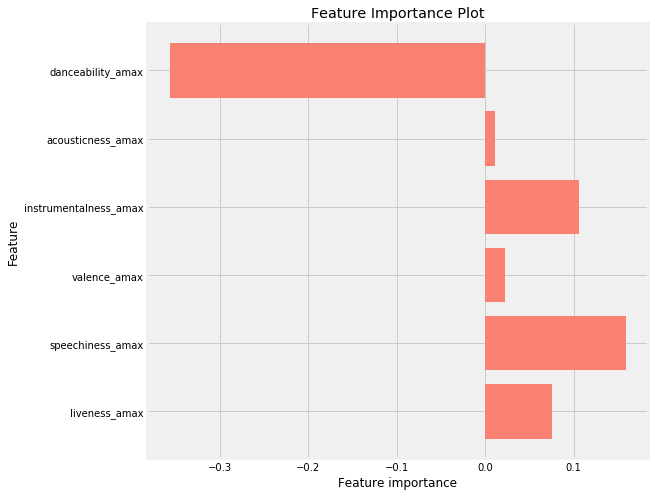 Feature Importance Plot
danceability_amax
acousticness_amax
instrumentalness_amax
valence_amax
speechiness_amax
liveness_amax
Feature
−0.3 −0.2 −0.1 0.0 0.1
Feature importance